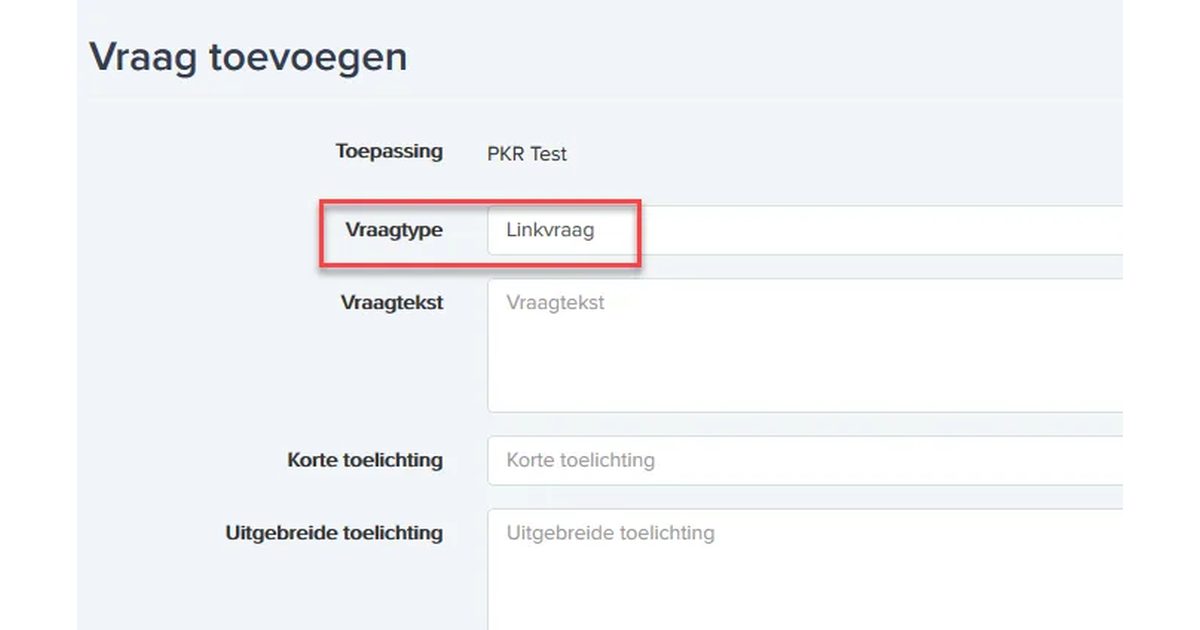 Vraag toevoegen
Toepassing PKR Test
Vraagtype Linkvraag
Vraagtekst Vraagtekst
Korte toelichting Korte toelichting
Uitgebreide toelichting Uitgebreide toelichting